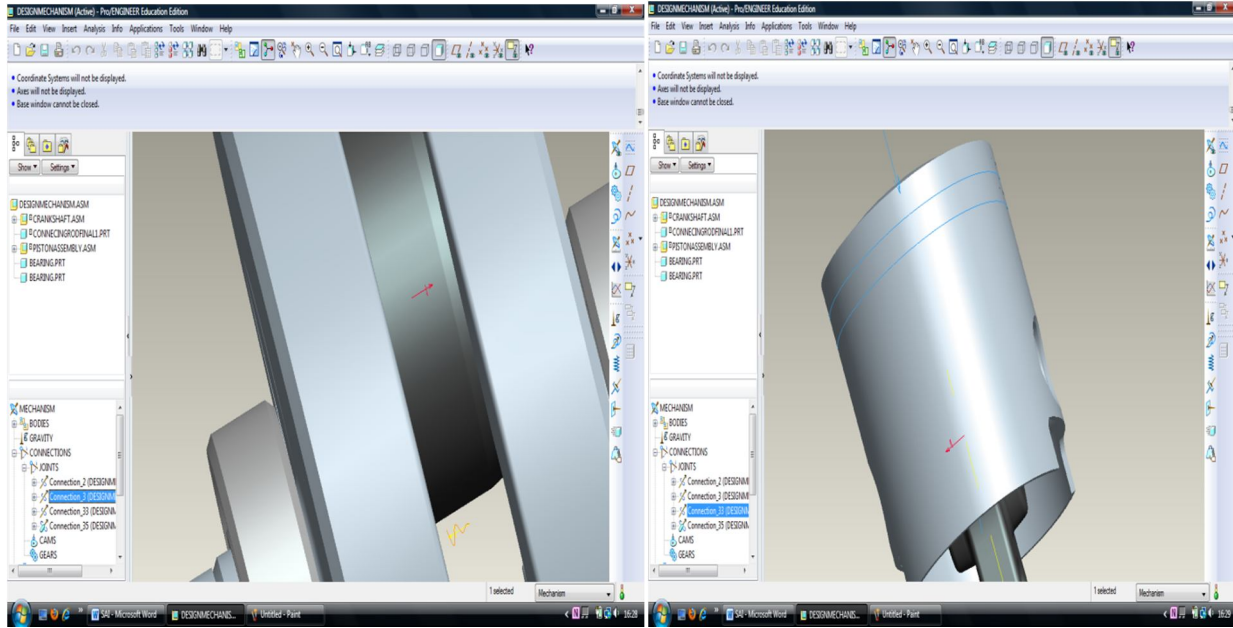 DESIGNMECHANISM (Active) - Pro/ENGINEER Education Edition
File Edit View Insert Analysis Info Applications Tools Window Help
• Coordinate Systems will not be displayed.
• Axes will not be displayed.
• Base window cannot be closed.
Show Settings
DESIGNMECHANISM.ASM
CRANKSHAFT.ASM
CONNECINGRODFINAL1.PRT
PISTONASSEMBLY.ASM
BEARING.PRT
BEARING.PRT
MECHANISM
BODIES
GRAVITY
CONNECTIONS
JOINTS
Connection_2 (DESIGNM
Connection_3 (DESIGNM
Connection_33 (DESIGNM
Connection_35 (DESIGNM
CAMS
GEARS
1 selected Mechanism
SAI - Microsoft Word DESIGNMECHANIS... Untitled - Paint 16:28
DESIGNMECHANISM (Active) - Pro/ENGINEER Education Edition
File Edit View Insert Analysis Info Applications Tools Window Help
• Coordinate Systems will not be displayed.
• Axes will not be displayed.
• Base window cannot be closed.
Show Settings
DESIGNMECHANISM.ASM
CRANKSHAFT.ASM
CONNECINGRODFINAL1.PRT
PISTONASSEMBLY.ASM
BEARING.PRT
BEARING.PRT
MECHANISM
BODIES
GRAVITY
CONNECTIONS
JOINTS
Connection_2 (DESIGNM
Connection_3 (DESIGNM
Connection_33 (DESIGNM
Connection_35 (DESIGNM
CAMS
GEARS
1 selected Mechanism
SAI - Microsoft Word DESIGNMECHANIS... Untitled - Paint 16:29